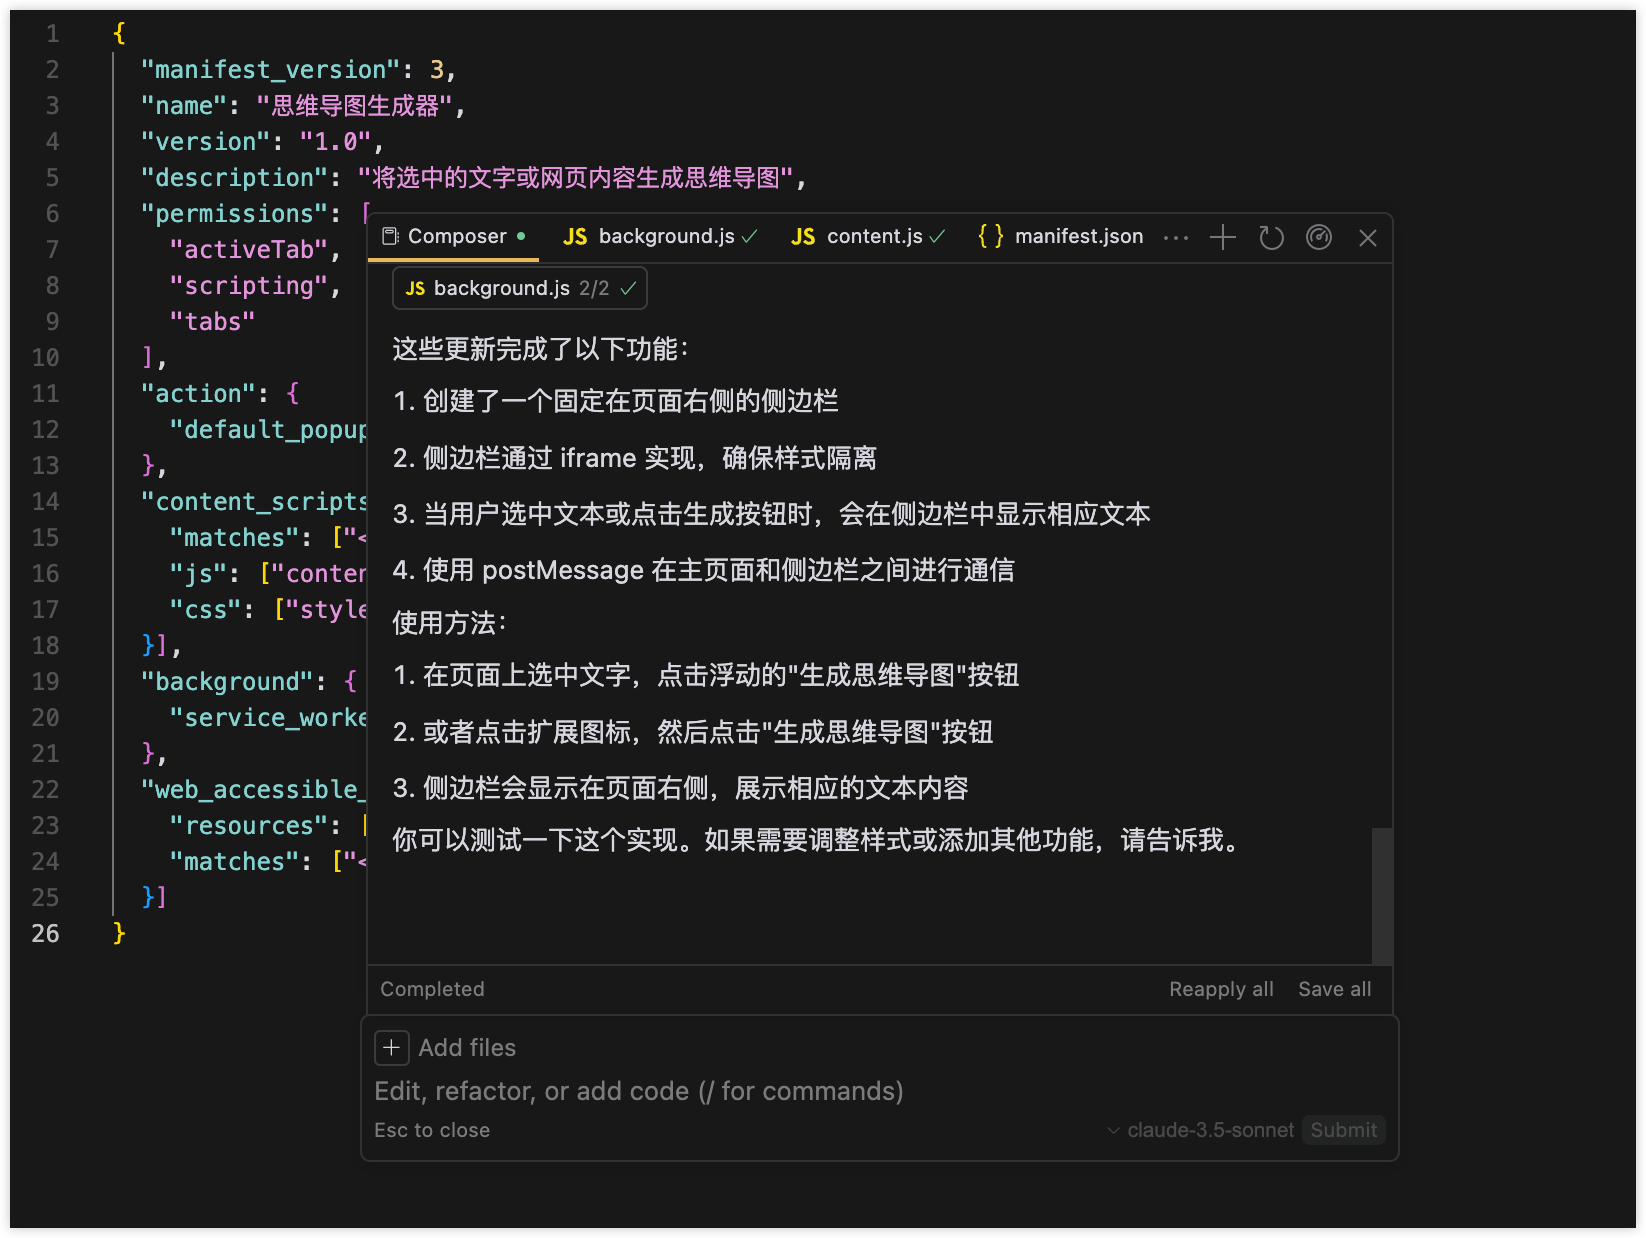 1 {
2 "manifest_version": 3,
3 "name": "思维导图生成器",
4 "version": "1.0",
5 "description": "将选中的文字或网页内容生成思维导图",
6 "permissions": [
7 "activeTab",
8 "scripting",
9 "tabs"
10 ],
11 "action": {
12 "default_popup
13 },
14 "content_scripts
15 "matches": ["<
16 "js": ["conten
17 "css": ["style
18 }],
19 "background": {
20 "service_worke
21 },
22 "web_accessible_
23 "resources": [
24 "matches": ["<
25 }]
26 }
Composer JS background.js JS content.js {} manifest.json ...
JS background.js 2/2
这些更新完成了以下功能：
1. 创建了一个固定在页面右侧的侧边栏
2. 侧边栏通过 iframe 实现，确保样式隔离
3. 当用户选中文本或点击生成按钮时，会在侧边栏中显示相应文本
4. 使用 postMessage 在主页面和侧边栏之间进行通信
使用方法：
1. 在页面上选中文字，点击浮动的"生成思维导图"按钮
2. 或者点击扩展图标，然后点击"生成思维导图"按钮
3. 侧边栏会显示在页面右侧，展示相应的文本内容
你可以测试一下这个实现。如果需要调整样式或添加其他功能，请告诉我。
Completed Reapply all Save all
+ Add files
Edit, refactor, or add code (/ for commands)
Esc to close claude-3.5-sonnet Submit